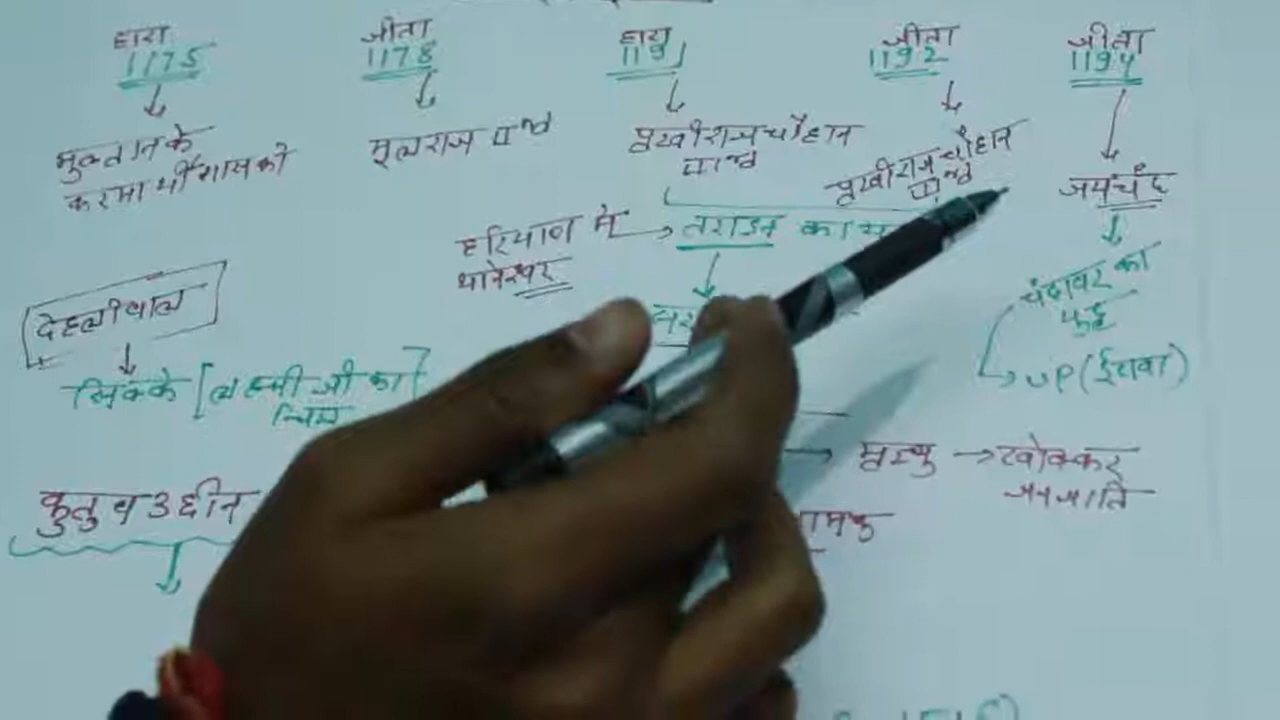 हारा जीता हारा जीता जीता
1175 1178 1191 1192 1194
मुल्तान के
करमाथी शासको
मूलराज
पृथ्वीराज चौहान
पृथ्वीराज चौहान
जयचंद
हरियाणा में → तराइन का
थानेश्वर
चंदावर का
युद्ध
→ UP (ईटावा)
देहलीवाल
सिक्के [लक्ष्मी जी का
चित्र
→ मृत्यु → खोक्कर
जनजाति
कुतुबउद्दीन